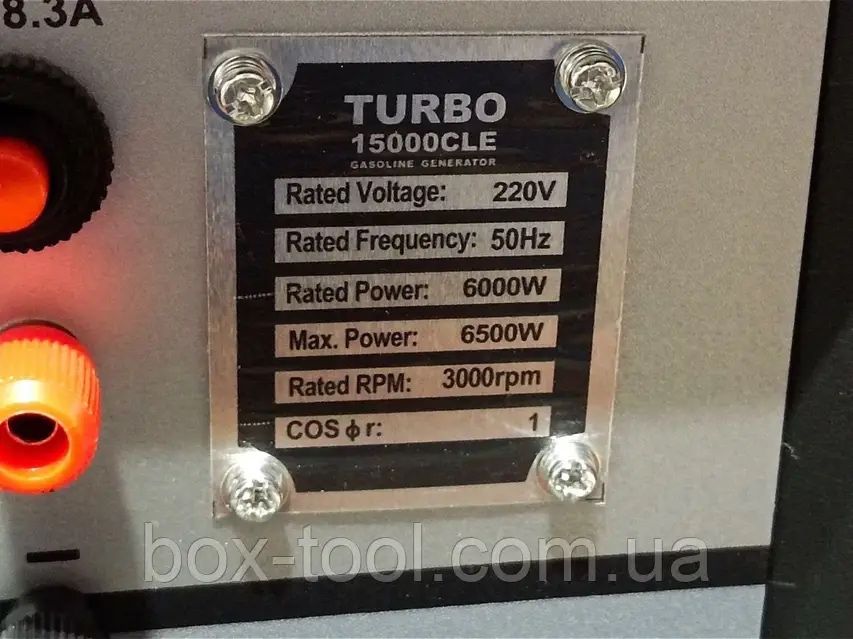 8.3A
TURBO
15000CLE
GASOLINE GENERATOR
Rated Voltage: 220V
Rated Frequency: 50Hz
Rated Power: 6000W
Max. Power: 6500W
Rated RPM: 3000rpm
COS ϕ r: 1
box-tool.com.ua